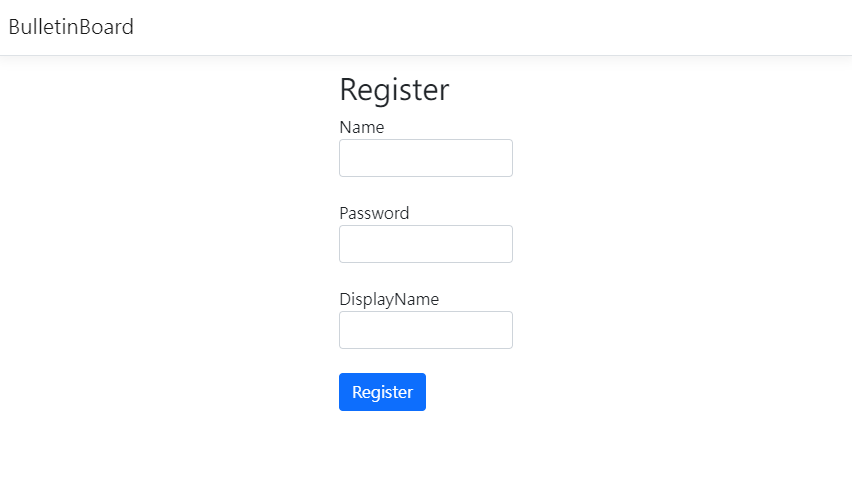 BulletinBoard
Register
Name
Password
DisplayName
Register